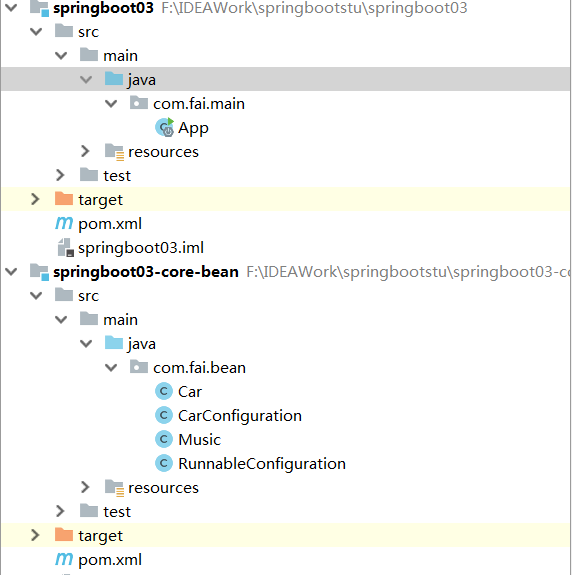 springboot03 F:\IDEAWork\springbootstu\springboot03
src
main
java
com.fai.main
App
resources
test
target
pom.xml
springboot03.iml
springboot03-core-bean F:\IDEAWork\springbootstu\springboot03-co
src
main
java
com.fai.bean
Car
CarConfiguration
Music
RunnableConfiguration
resources
test
target
pom.xml